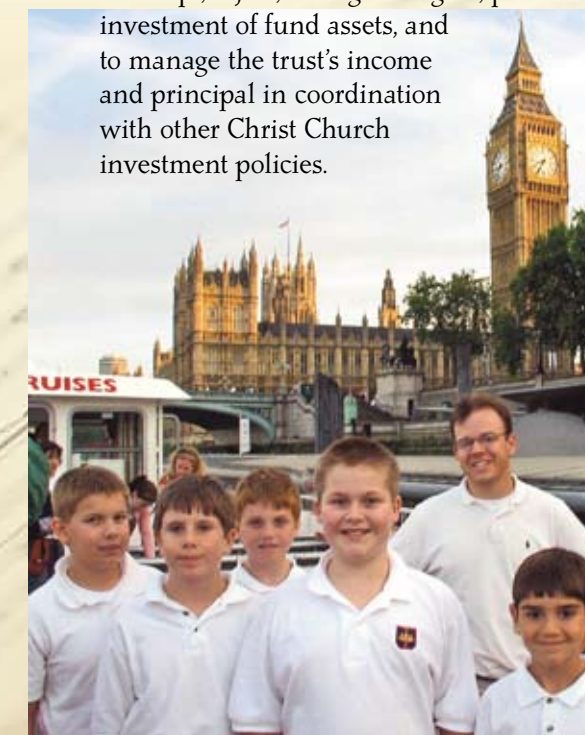 investment of fund assets, and
to manage the trust’s income
and principal in coordination
with other Christ Church
investment policies.
RUISES